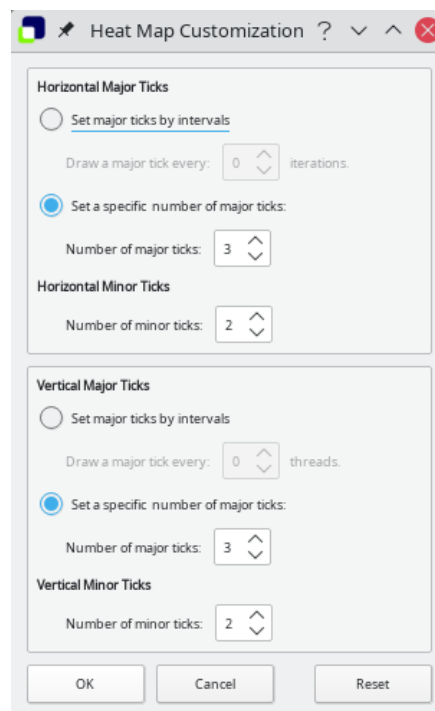 Heat Map Customization ?
Horizontal Major Ticks
Set major ticks by intervals
Draw a major tick every: 0 iterations.
Set a specific number of major ticks:
Number of major ticks: 3
Horizontal Minor Ticks
Number of minor ticks: 2
Vertical Major Ticks
Set major ticks by intervals
Draw a major tick every: 0 threads.
Set a specific number of major ticks:
Number of major ticks: 3
Vertical Minor Ticks
Number of minor ticks: 2
OK Cancel Reset